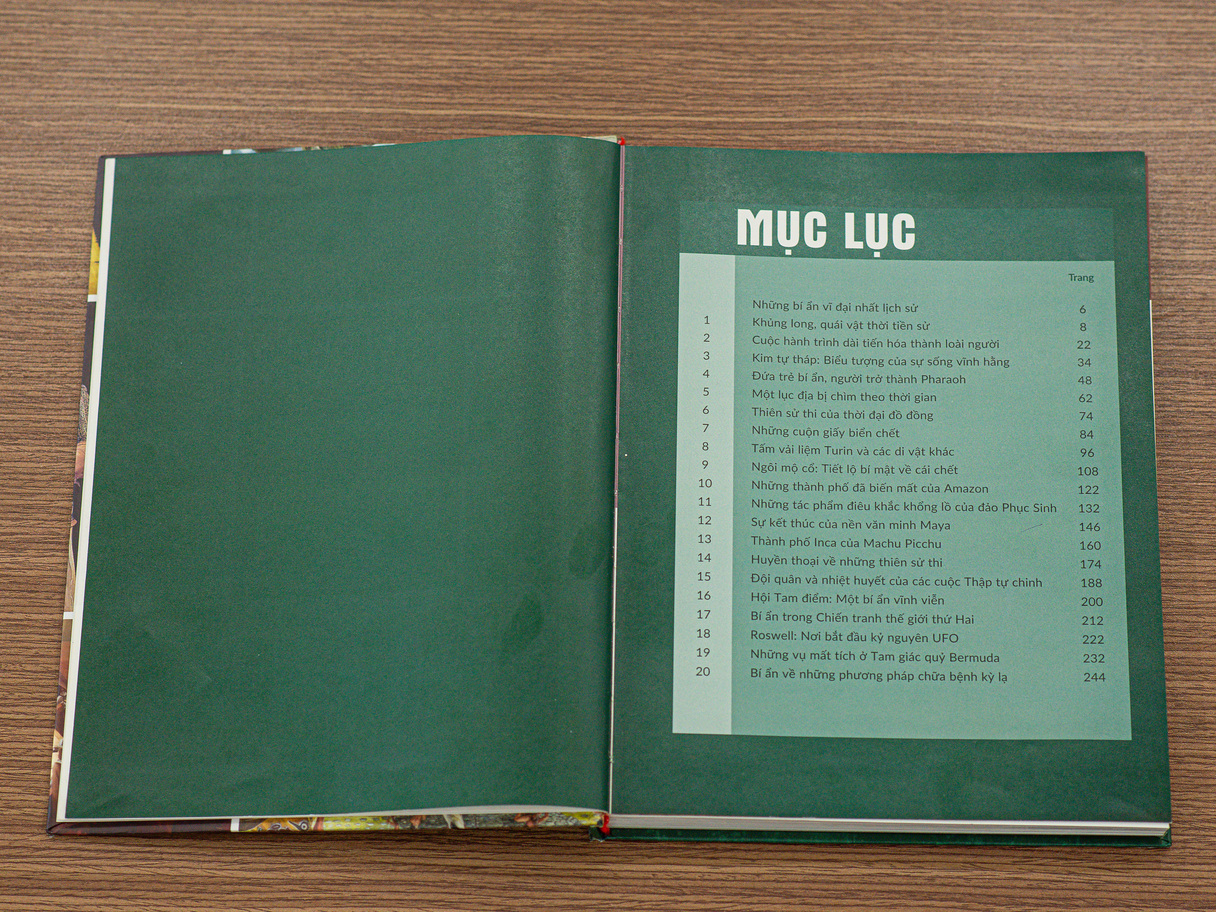 MỤC LỤC
Trang
Những bí ẩn vĩ đại nhất lịch sử 6
1 Khủng long, quái vật thời tiền sử 8
2 Cuộc hành trình dài tiến hóa thành loài người 22
3 Kim tự tháp: Biểu tượng của sự sống vĩnh hằng 34
4 Đứa trẻ bí ẩn, người trở thành Pharaoh 48
5 Một lục địa bị chìm theo thời gian 62
6 Thiên sử thi của thời đại đồ đồng 74
7 Những cuộn giấy biển chết 84
8 Tấm vải liệm Turin và các di vật khác 96
9 Ngôi mộ cổ: Tiết lộ bí mật về cái chết 108
10 Những thành phố đã biến mất của Amazon 122
11 Những tác phẩm điêu khắc khổng lồ của đảo Phục Sinh 132
12 Sự kết thúc của nền văn minh Maya 146
13 Thành phố Inca của Machu Picchu 160
14 Huyền thoại về những thiên sử thi 174
15 Đội quân và nhiệt huyết của các cuộc Thập tự chinh 188
16 Hội Tam điểm: Một bí ẩn vĩnh viễn 200
17 Bí ẩn trong Chiến tranh thế giới thứ Hai 212
18 Roswell: Nơi bắt đầu kỷ nguyên UFO 222
19 Những vụ mất tích ở Tam giác quỷ Bermuda 232
20 Bí ẩn về những phương pháp chữa bệnh kỳ lạ 244